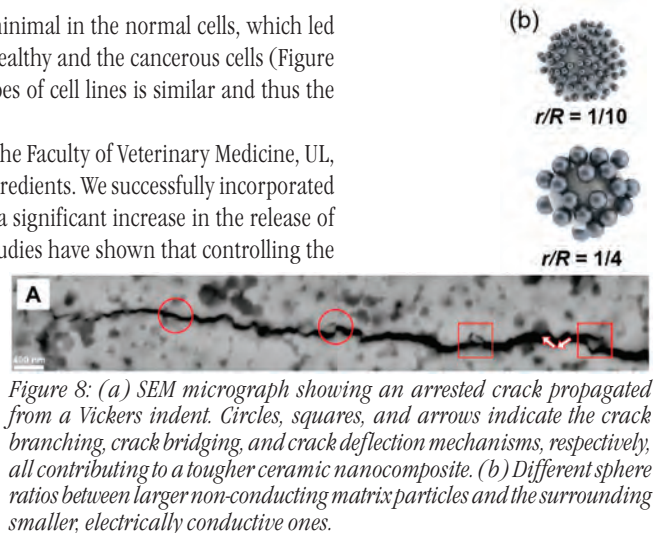 ninimal in the normal cells, which led
ealthy and the cancerous cells (Figure
pes of cell lines is similar and thus the
he Faculty of Veterinary Medicine, UL,
redients. We successfully incorporated
a significant increase in the release of
tudies have shown that controlling the
(b)
r/R = 1/10
r/R = 1/4
A
400 nm
Figure 8: (a) SEM micrograph showing an arrested crack propagated
from a Vickers indent. Circles, squares, and arrows indicate the crack
branching, crack bridging, and crack deflection mechanisms, respectively,
all contributing to a tougher ceramic nanocomposite. (b) Different sphere
ratios between larger non-conducting matrix particles and the surrounding
smaller, electrically conductive ones.